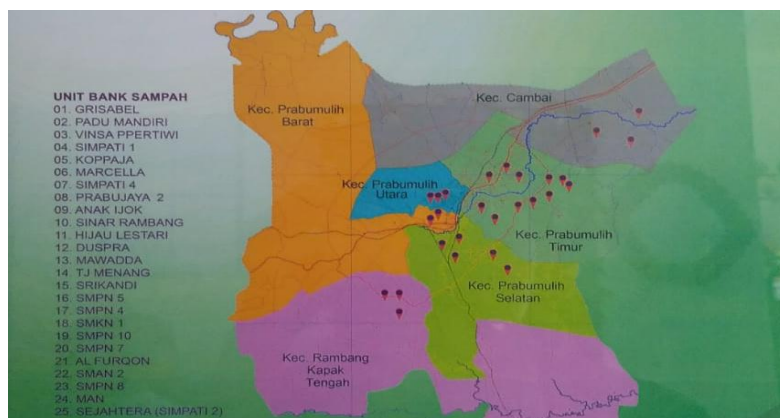 UNIT BANK SAMPAH
01. GRISABEL
02. PADU MANDIRI
03. VINSA PPERTIWI
04. SIMPATI 1
05. KOPPAJA
06. MARCELLA
07. SIMPATI 4
08. PRABUJAYA 2
09. ANAK IJOK
10. SINAR RAMBANG
11. HIJAU LESTARI
12. DUSPRA
13. MAWADDA
14. TJ MENANG
15. SRIKANDI
16. SMPN 5
17. SMPN 4
18. SMKN 1
19. SMPN 10
20. SMPN 7
21. AL FURQON
22. SMAN 2
23. SMPN 8
24. MAN
25. SEJAHTERA (SIMPATI 2)
Kec. Prabumulih
Barat
Kec. Cambai
Kec. Prabumulih
Utara
Kec. Prabumulih
Timur
Kec. Prabumulih
Selatan
Kec. Rambang
Kapak
Tengah